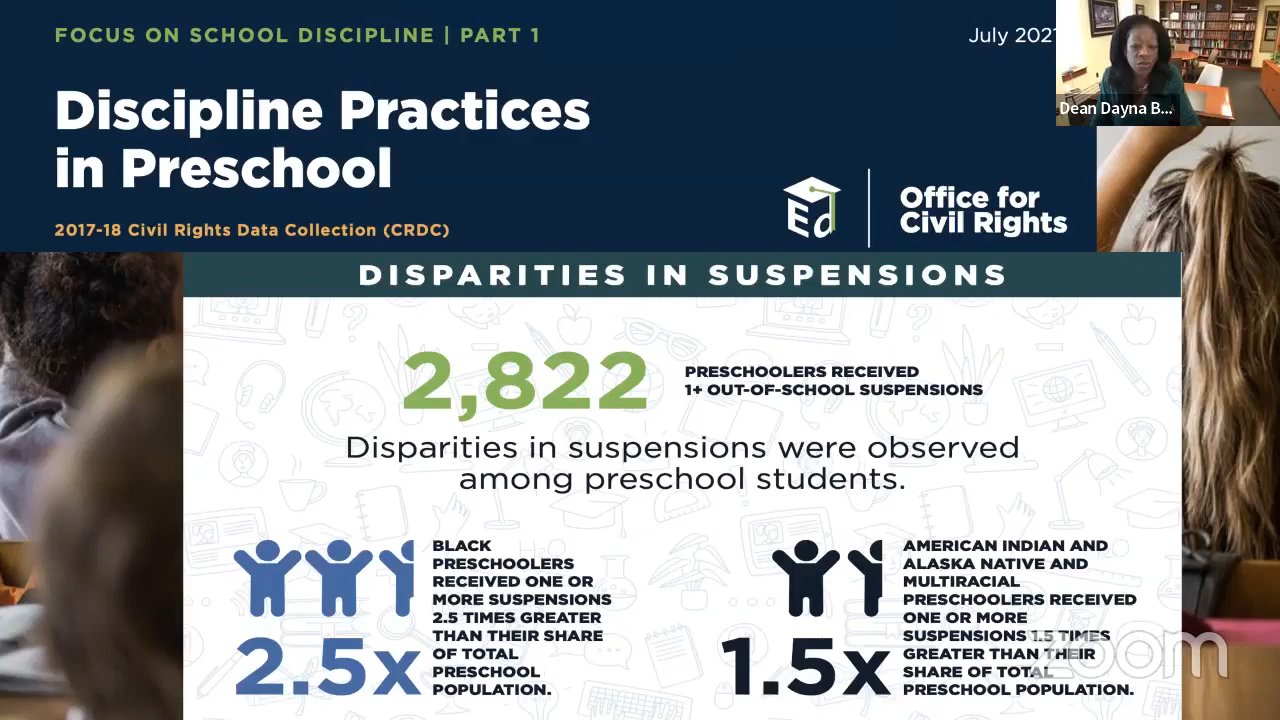 FOCUS ON SCHOOL DISCIPLINE | PART 1
July 2021
Dean Dayna B...
Discipline Practices
in Preschool
2017-18 Civil Rights Data Collection (CRDC)
Ed
Office for
Civil Rights
DISPARITIES IN SUSPENSIONS
2,822
PRESCHOOLERS RECEIVED
1+ OUT-OF-SCHOOL SUSPENSIONS
Disparities in suspensions were observed
among preschool students.
BLACK
PRESCHOOLERS
RECEIVED ONE OR
MORE SUSPENSIONS
2.5 TIMES GREATER
THAN THEIR SHARE
OF TOTAL
PRESCHOOL
POPULATION.
2.5x
AMERICAN INDIAN AND
ALASKA NATIVE AND
MULTIRACIAL
PRESCHOOLERS RECEIVED
ONE OR MORE
SUSPENSIONS 1.5 TIMES
GREATER THAN THEIR
SHARE OF TOTAL
PRESCHOOL POPULATION.
1.5x
zoom